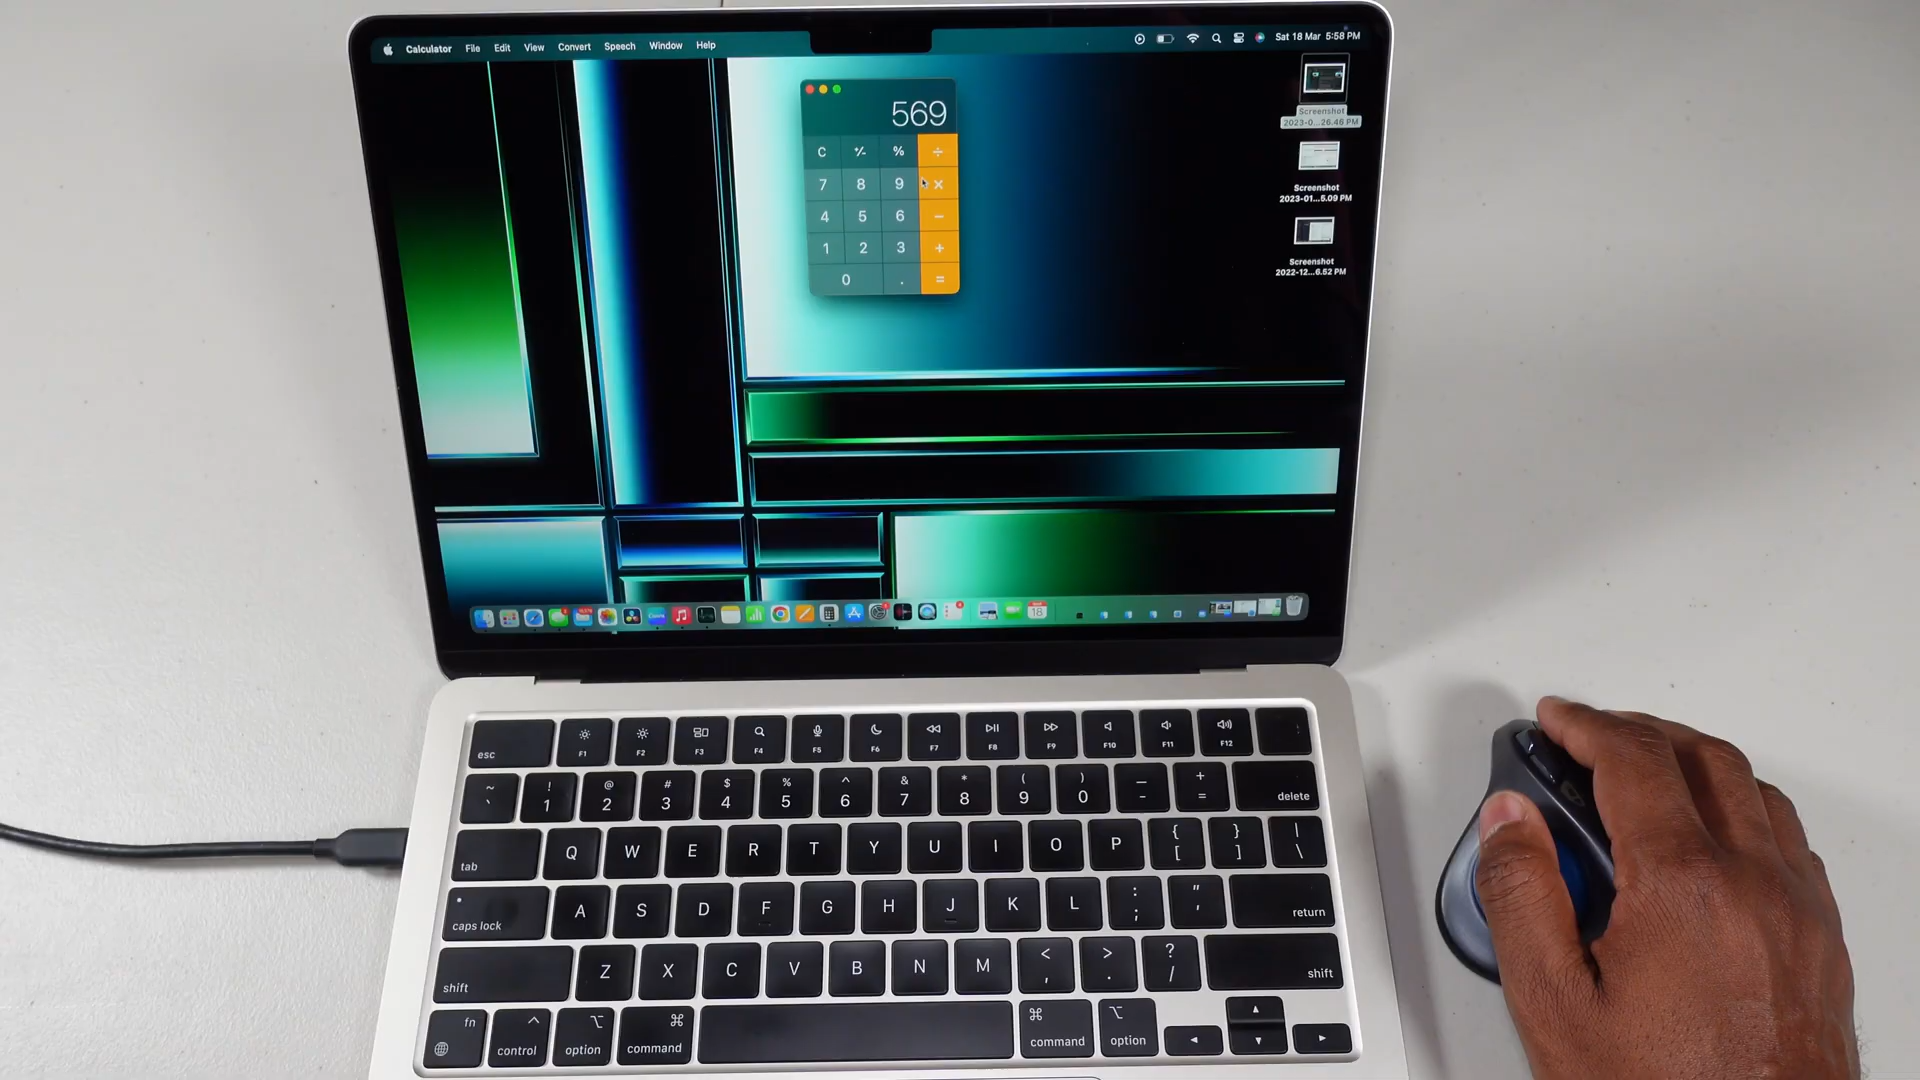 Calculator File Edit View Convert Speech Window Help
Sat 18 Mar 5:58 PM
569
C +/- % ÷
7 8 9 ×
4 5 6 −
1 2 3 +
0 . =
Screenshot
2023-0...26.46 PM
Screenshot
2023-01...5.09 PM
Screenshot
2022-12...6.52 PM
18
esc F1 F2 F3 F4 F5 F6 F7 F8 F9 F10 F11 F12
~ ! @ # $ % ^ & * ( ) — +
` 1 2 3 4 5 6 7 8 9 0 - = delete
{ } |
tab Q W E R T Y U I O P [ ] \
: "
caps lock A S D F G H J K L ; ' return
< > ?
shift Z X C V B N M , . / shift
fn control option command command option